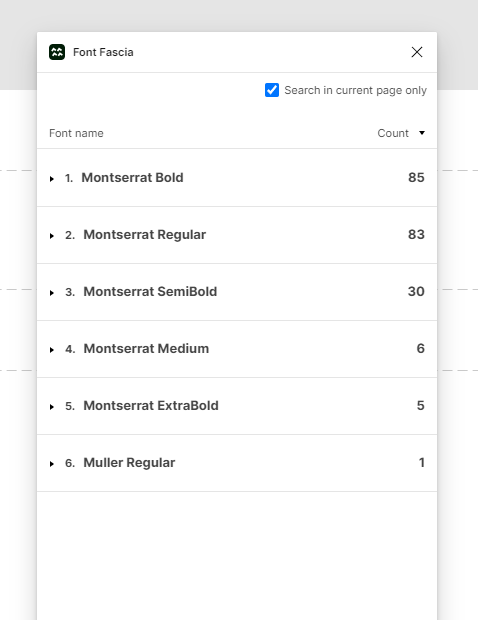 Font Fascia
Search in current page only
Font name Count
1. Montserrat Bold 85
2. Montserrat Regular 83
3. Montserrat SemiBold 30
4. Montserrat Medium 6
5. Montserrat ExtraBold 5
6. Muller Regular 1